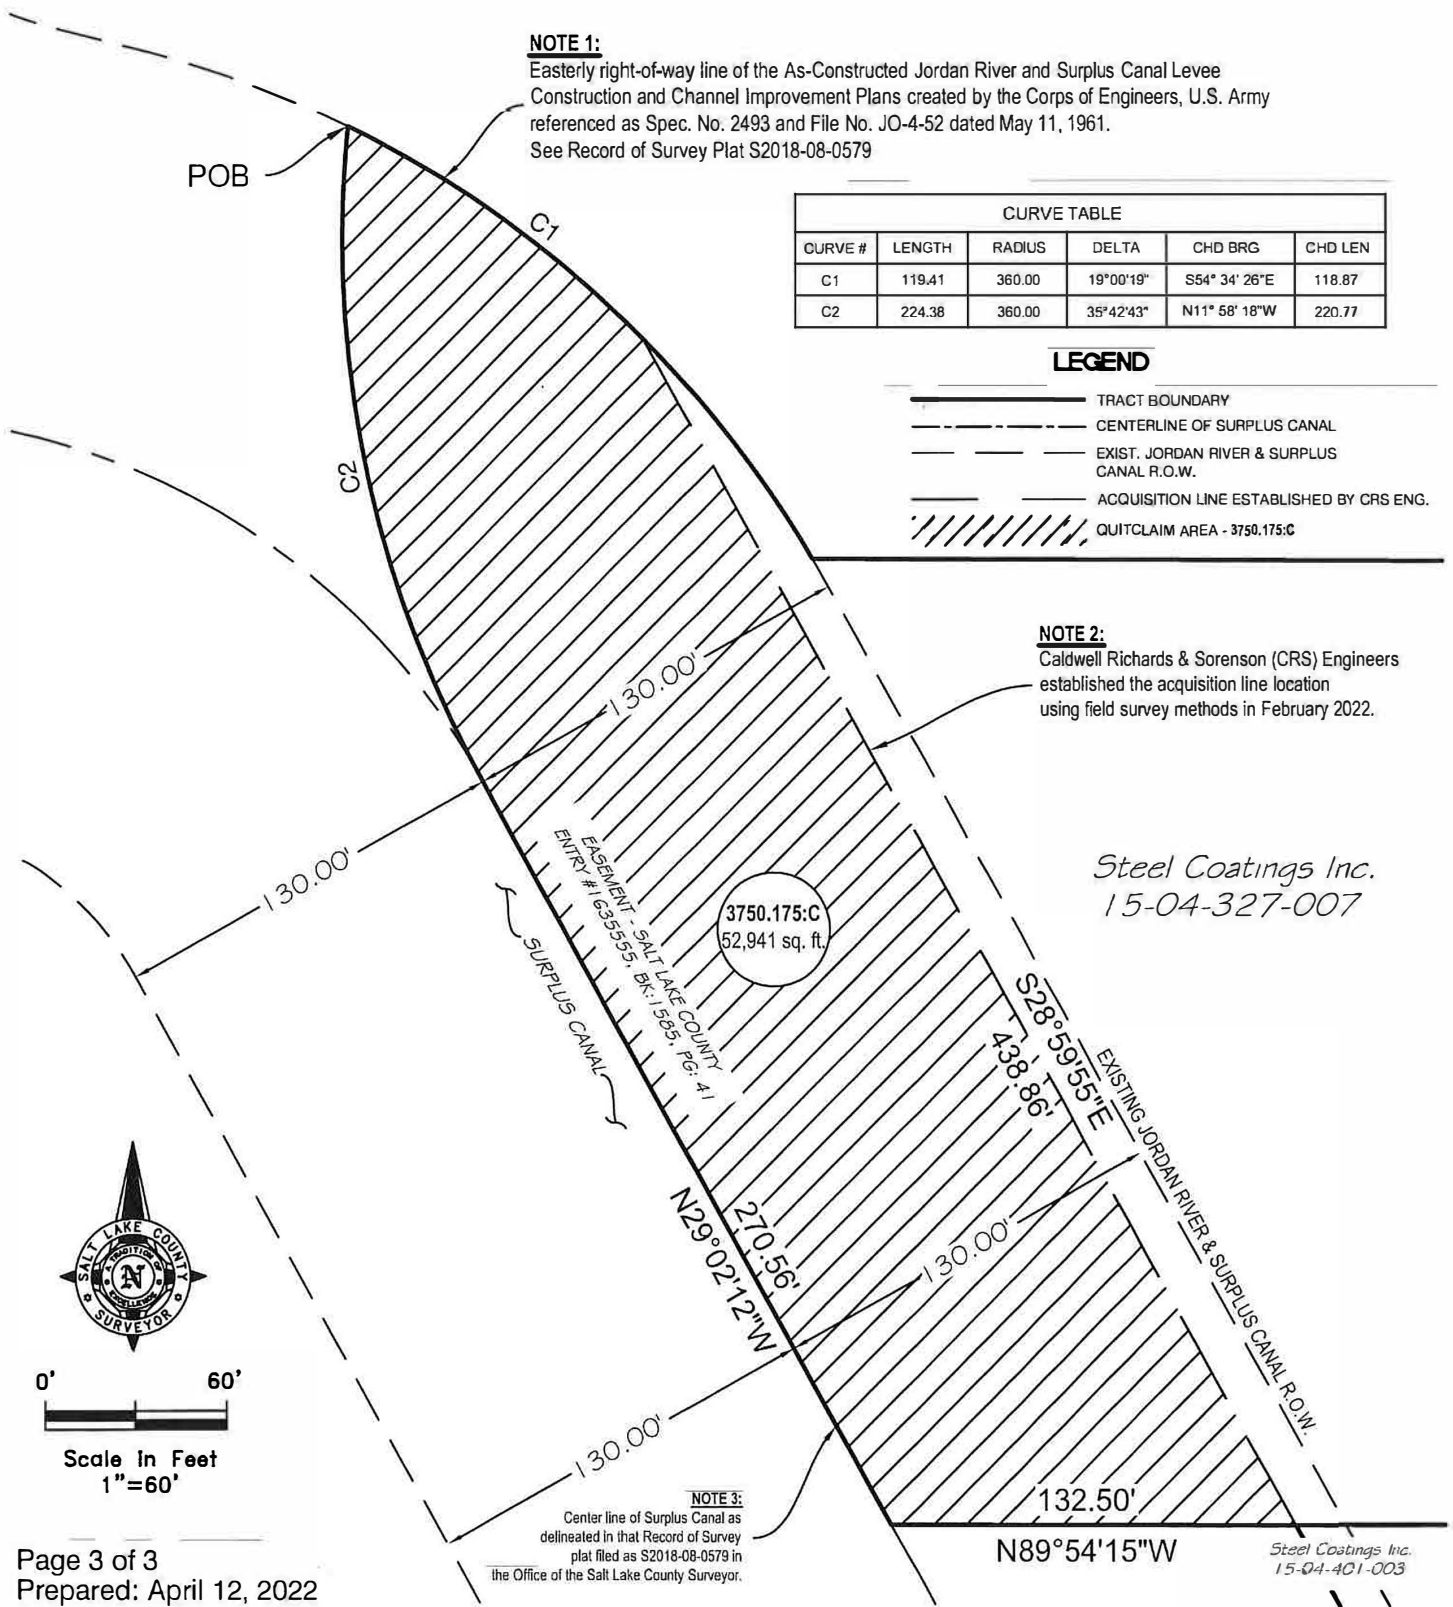 NOTE 1:
Easterly right-of-way line of the As-Constructed Jordan River and Surplus Canal Levee
Construction and Channel Improvement Plans created by the Corps of Engineers, U.S. Army
referenced as Spec. No. 2493 and File No. JO-4-52 dated May 11, 1961.
See Record of Survey Plat S2018-08-0579
POB
C1
CURVE TABLE
CURVE # LENGTH RADIUS DELTA CHD BRG CHD LEN
C1 119.41 360.00 19°00'19" S54° 34' 26"E 118.87
C2 224.38 360.00 35°42'43" N11° 58' 18"W 220.77
LEGEND
TRACT BOUNDARY
CENTERLINE OF SURPLUS CANAL
EXIST. JORDAN RIVER & SURPLUS
CANAL R.O.W.
ACQUISITION LINE ESTABLISHED BY CRS ENG.
QUITCLAIM AREA - 3750.175:C
C2
NOTE 2:
Caldwell Richards & Sorenson (CRS) Engineers
established the acquisition line location
using field survey methods in February 2022.
130.00'
130.00'
EASEMENT - SALT LAKE COUNTY
ENTRY #1635555, BK:1585, PG: 41
3750.175:C
52,941 sq. ft.
Steel Coatings Inc.
15-04-327-007
SURPLUS CANAL
S28°59'55"E
438.86'
EXISTING JORDAN RIVER & SURPLUS CANAL R.O.W.
270.56'
N29°02'12"W
130.00'
130.00'
SALT LAKE COUNTY
A TRADITION OF
N
EXCELLENCE
SURVEYOR
0' 60'
Scale in Feet
1"=60'
NOTE 3:
Center line of Surplus Canal as
delineated in that Record of Survey
plat filed as S2018-08-0579 in
the Office of the Salt Lake County Surveyor.
132.50'
N89°54'15"W
Steel Coatings Inc.
15-04-401-003
Page 3 of 3
Prepared: April 12, 2022